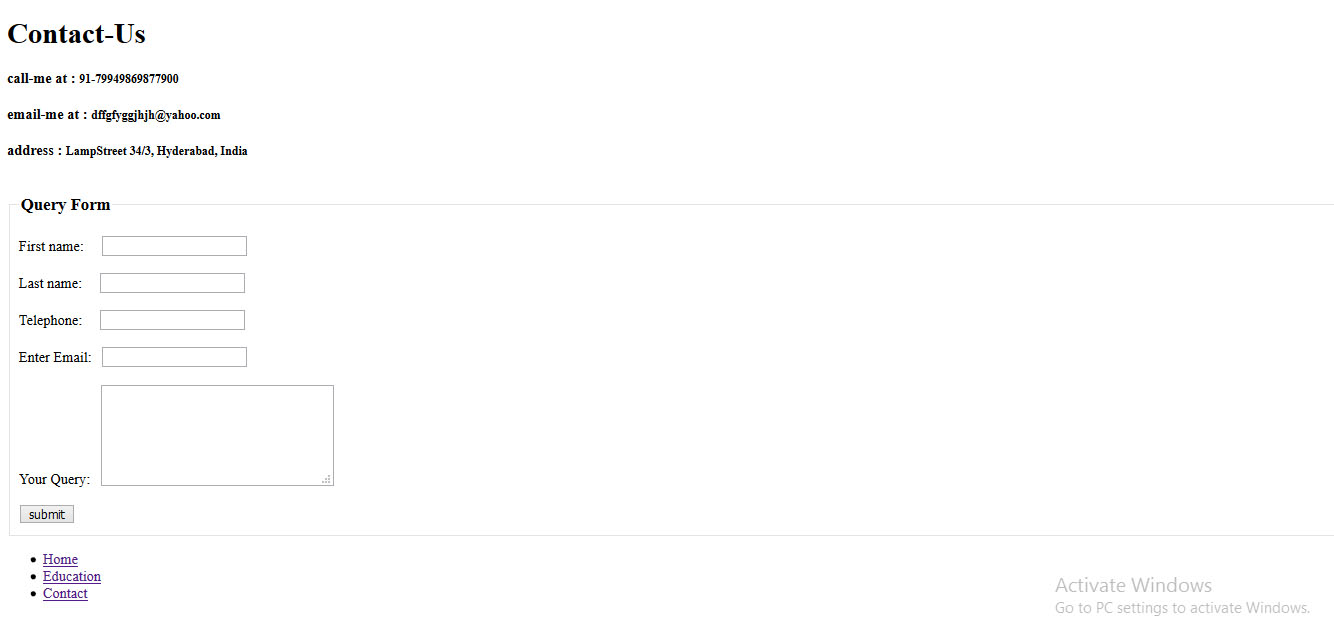 Contact-Us
call-me at : 91-79949869877900
email-me at : dffgfyggjhjh@yahoo.com
address : LampStreet 34/3, Hyderabad, India
Query Form
First name:
Last name:
Telephone:
Enter Email:
Your Query:
submit
Home
Education
Contact
Activate Windows
Go to PC settings to activate Windows.